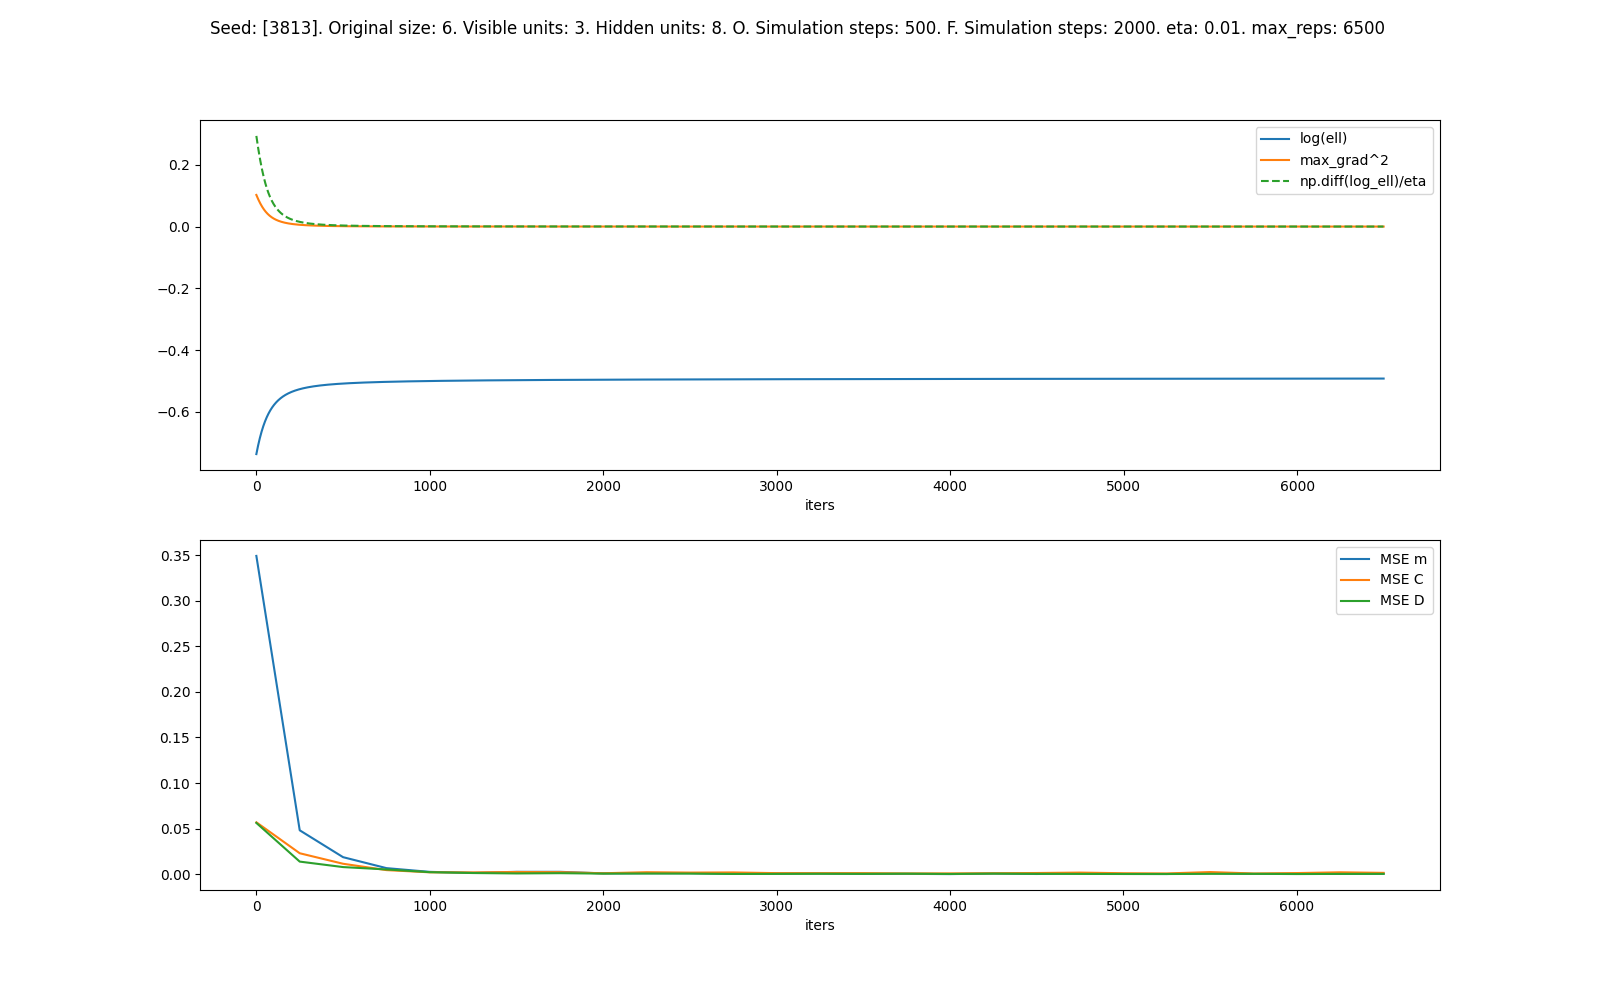 Seed: [3813]. Original size: 6. Visible units: 3. Hidden units: 8. O. Simulation steps: 500. F. Simulation steps: 2000. eta: 0.01. max_reps: 6500
log(ell)
max_grad^2
np.diff(log_ell)/eta
0.2
0.0
−0.2
−0.4
−0.6
0 1000 2000 3000 4000 5000 6000
iters
MSE m
MSE C
MSE D
0.35
0.30
0.25
0.20
0.15
0.10
0.05
0.00
0 1000 2000 3000 4000 5000 6000
iters